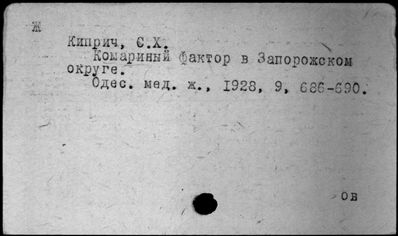 Ж
Киприч, С.Х.
Комариный фактор в Запорожском
округе.
Одес. мед. ж., 1928, 9, 686-690.
ов